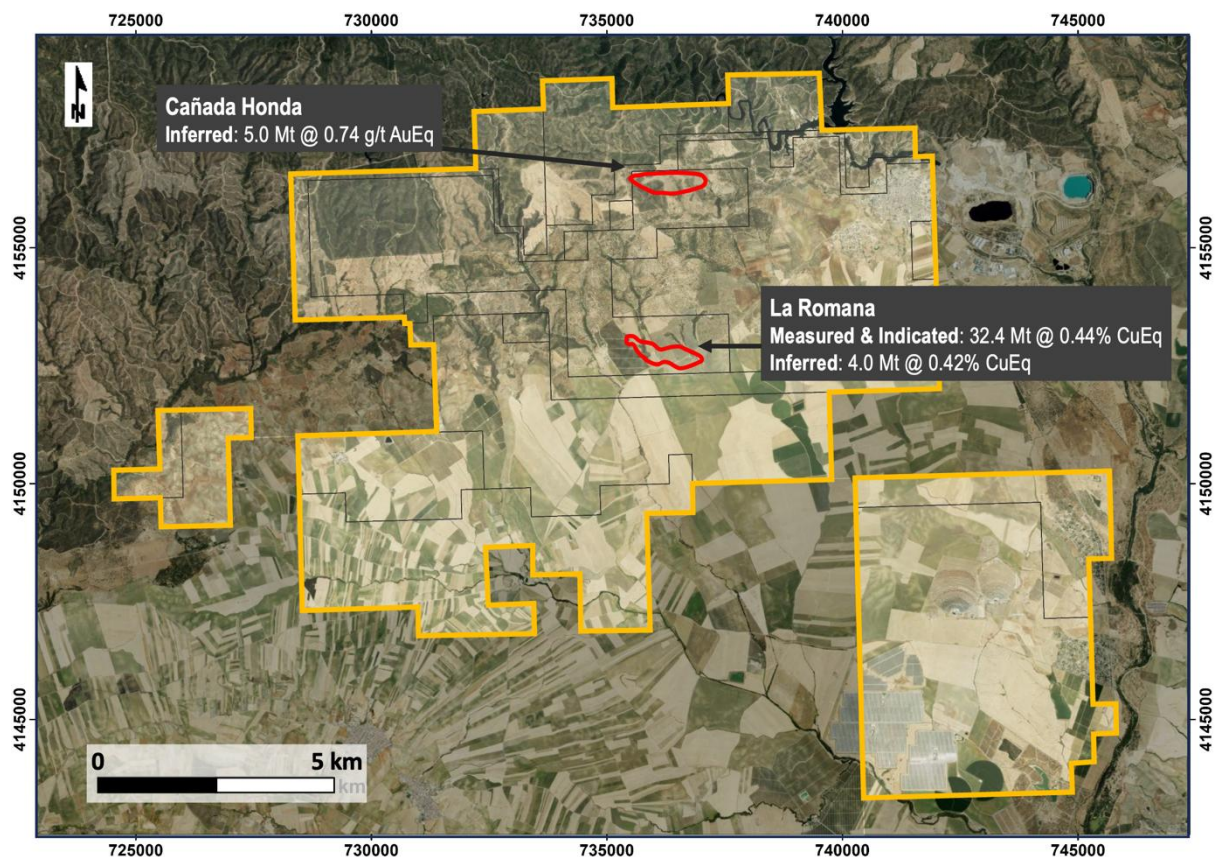 725000 730000 735000 740000 745000
N
Cañada Honda
Inferred: 5.0 Mt @ 0.74 g/t AuEq
4155000 4155000
La Romana
Measured & Indicated: 32.4 Mt @ 0.44% CuEq
Inferred: 4.0 Mt @ 0.42% CuEq
4150000 4150000
4145000 4145000
0 5 km
km
725000 730000 735000 740000 745000